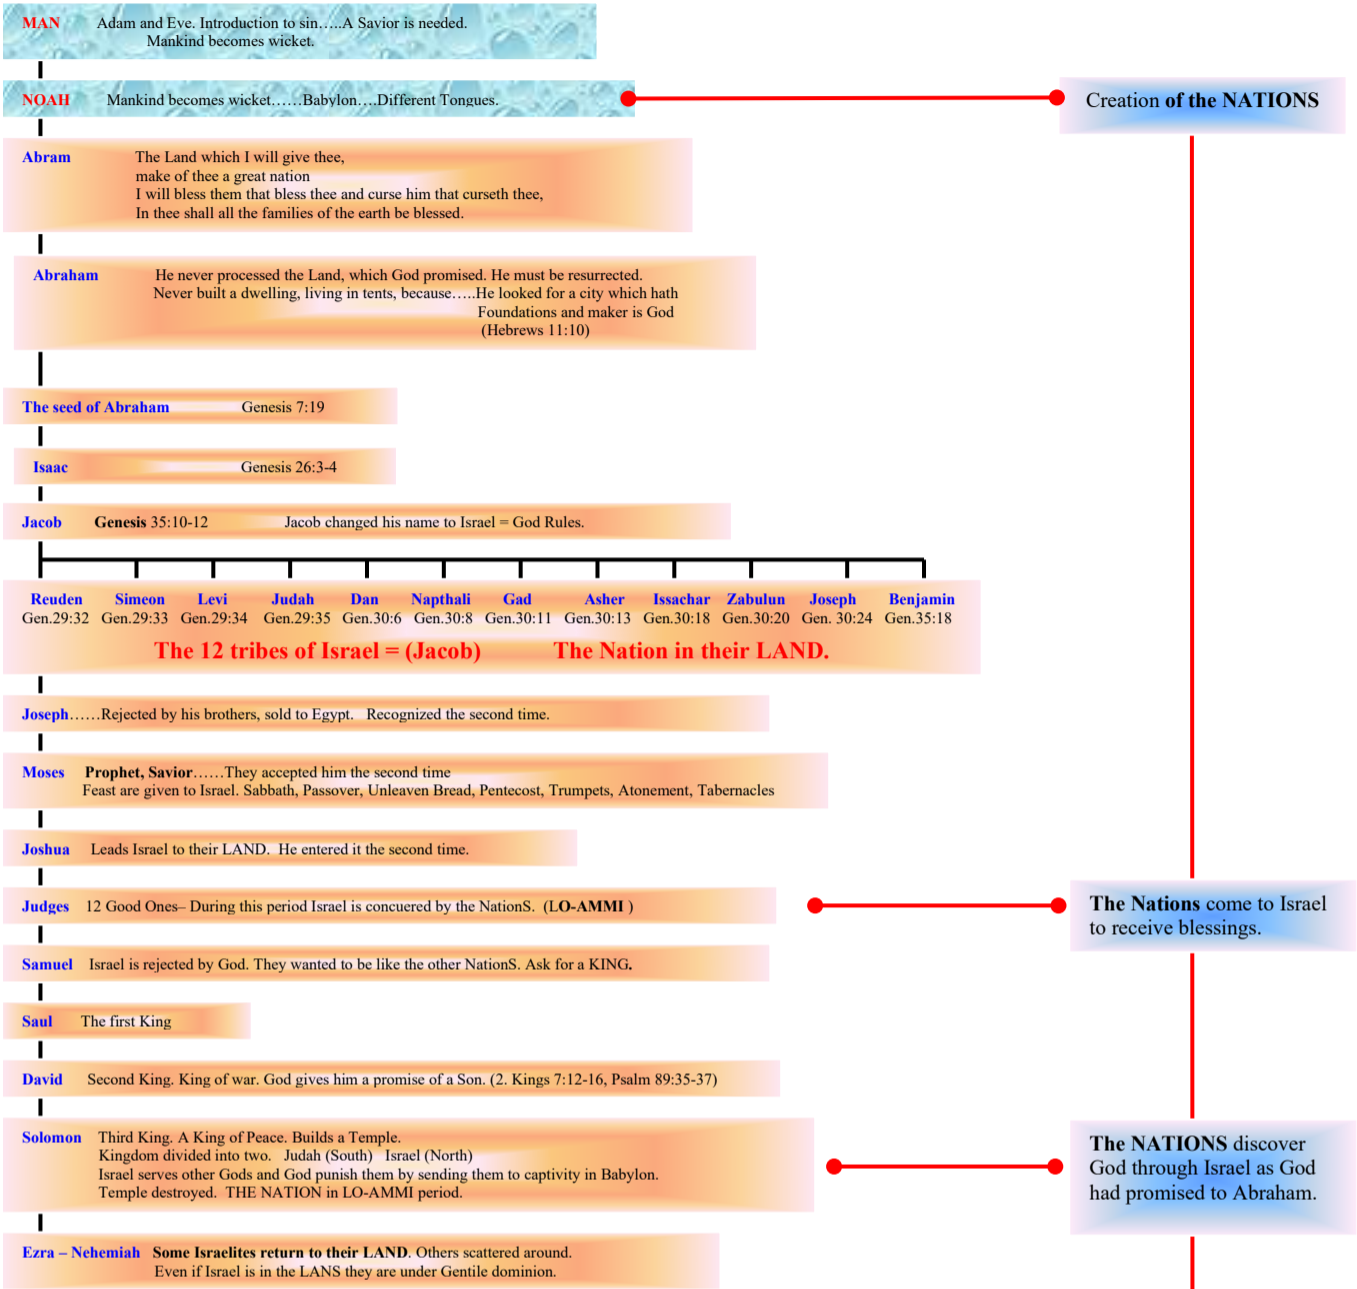 MAN Adam and Eve. Introduction to sin…..A Savior is needed.
Mankind becomes wicket.
NOAH Mankind becomes wicket……Babylon….Different Tongues.
Creation of the NATIONS
Abram The Land which I will give thee,
make of thee a great nation
I will bless them that bless thee and curse him that curseth thee,
In thee shall all the families of the earth be blessed.
Abraham He never processed the Land, which God promised. He must be resurrected.
Never built a dwelling, living in tents, because…..He looked for a city which hath
Foundations and maker is God
(Hebrews 11:10)
The seed of Abraham Genesis 7:19
Isaac Genesis 26:3-4
Jacob Genesis 35:10-12 Jacob changed his name to Israel = God Rules.
Reuden Simeon Levi Judah Dan Napthali Gad Asher Issachar Zabulun Joseph Benjamin
Gen.29:32 Gen.29:33 Gen.29:34 Gen.29:35 Gen.30:6 Gen.30:8 Gen.30:11 Gen.30:13 Gen.30:18 Gen.30:20 Gen. 30:24 Gen.35:18
The 12 tribes of Israel = (Jacob) The Nation in their LAND.
Joseph……Rejected by his brothers, sold to Egypt. Recognized the second time.
Moses Prophet, Savior……They accepted him the second time
Feast are given to Israel. Sabbath, Passover, Unleaven Bread, Pentecost, Trumpets, Atonement, Tabernacles
Joshua Leads Israel to their LAND. He entered it the second time.
Judges 12 Good Ones– During this period Israel is concuered by the NationS. (LO-AMMI )
The Nations come to Israel
to receive blessings.
Samuel Israel is rejected by God. They wanted to be like the other NationS. Ask for a KING.
Saul The first King
David Second King. King of war. God gives him a promise of a Son. (2. Kings 7:12-16, Psalm 89:35-37)
Solomon Third King. A King of Peace. Builds a Temple.
Kingdom divided into two. Judah (South) Israel (North)
Israel serves other Gods and God punish them by sending them to captivity in Babylon.
Temple destroyed. THE NATION in LO-AMMI period.
The NATIONS discover
God through Israel as God
had promised to Abraham.
Ezra – Nehemiah Some Israelites return to their LAND. Others scattered around.
Even if Israel is in the LANS they are under Gentile dominion.